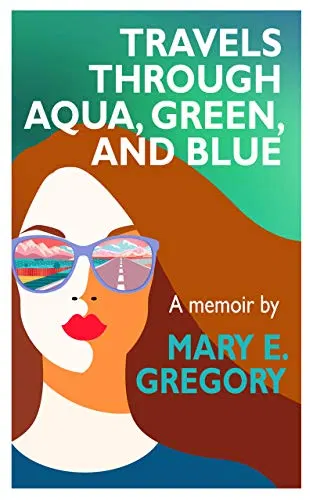 TRAVELS
THROUGH
AQUA, GREEN,
AND BLUE
A memoir by
MARY E.
GREGORY